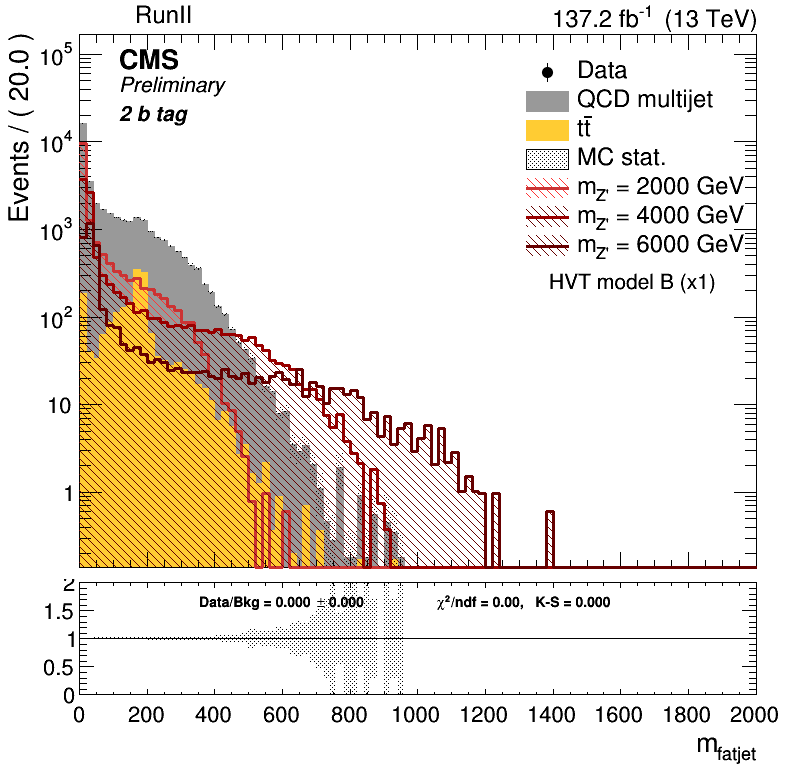 RunII
137.2 fb⁻¹ (13 TeV)
Events / ( 20.0 )
10⁵
10⁴
10³
10²
10
1
CMS
Preliminary
2 b tag
Data
QCD multijet
tt̄
MC stat.
m_Z' = 2000 GeV
m_Z' = 4000 GeV
m_Z' = 6000 GeV
HVT model B (x1)
2
1.5
1
0.5
0
Data/Bkg = 0.000 ± 0.000
χ²/ndf = 0.00, K-S = 0.000
0 200 400 600 800 1000 1200 1400 1600 1800 2000
m_fatjet